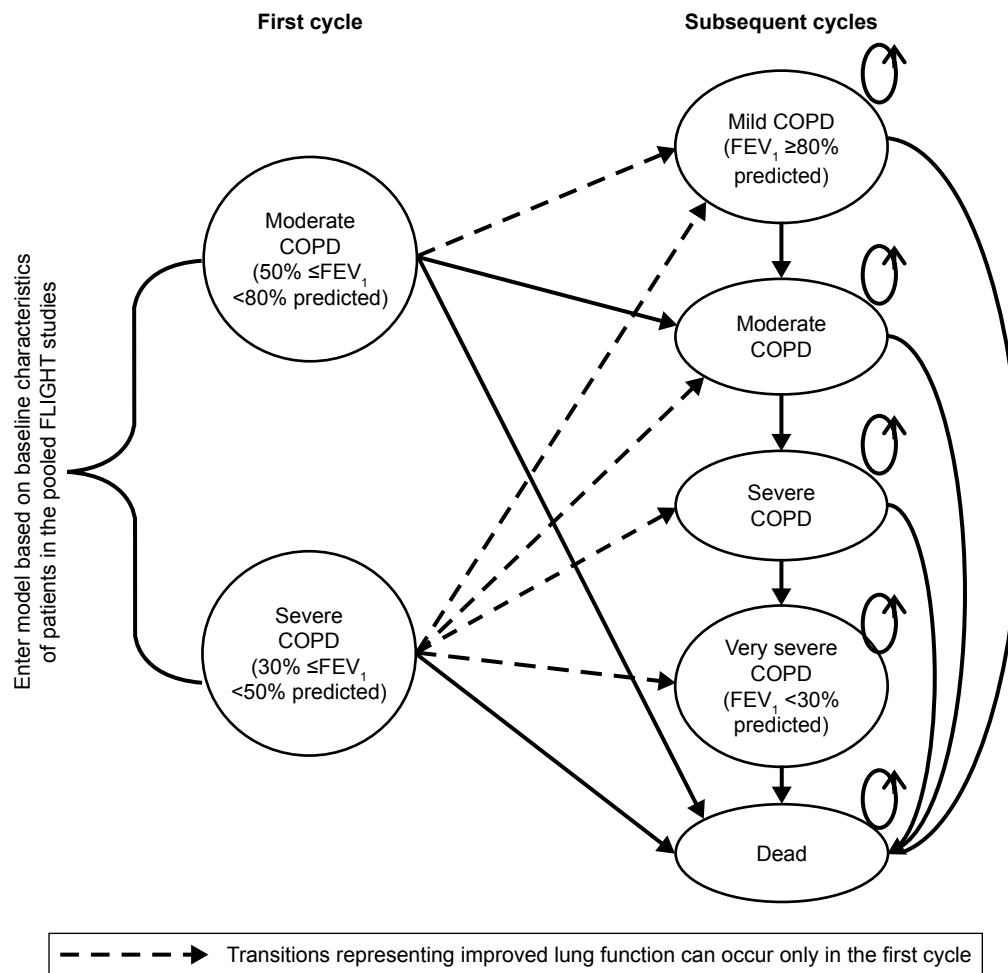 First cycle
Subsequent cycles
Enter model based on baseline characteristics
of patients in the pooled FLIGHT studies
Moderate
COPD
(50% ≤FEV₁
<80% predicted)
Severe
COPD
(30% ≤FEV₁
<50% predicted)
Mild COPD
(FEV₁ ≥80%
predicted)
Moderate
COPD
Severe
COPD
Very severe
COPD
(FEV₁ <30%
predicted)
Dead
Transitions representing improved lung function can occur only in the first cycle